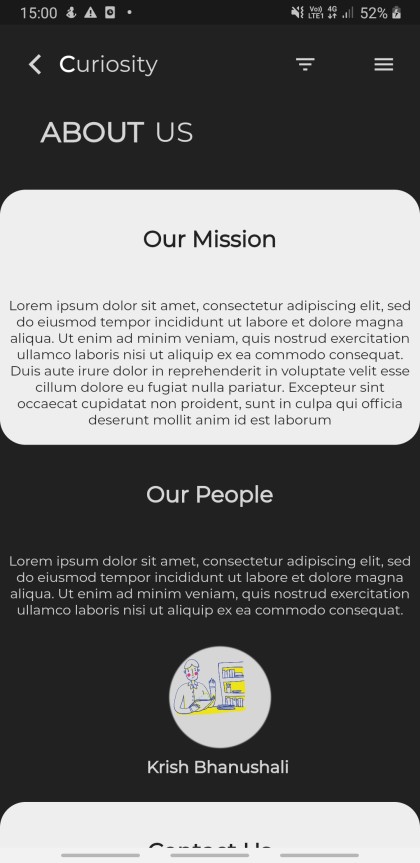 15:00 Vo)) LTE1 4G 52%
Curiosity
ABOUT US
Our Mission
Lorem ipsum dolor sit amet, consectetur adipiscing elit, sed
do eiusmod tempor incididunt ut labore et dolore magna
aliqua. Ut enim ad minim veniam, quis nostrud exercitation
ullamco laboris nisi ut aliquip ex ea commodo consequat.
Duis aute irure dolor in reprehenderit in voluptate velit esse
cillum dolore eu fugiat nulla pariatur. Excepteur sint
occaecat cupidatat non proident, sunt in culpa qui officia
deserunt mollit anim id est laborum
Our People
Lorem ipsum dolor sit amet, consectetur adipiscing elit, sed
do eiusmod tempor incididunt ut labore et dolore magna
aliqua. Ut enim ad minim veniam, quis nostrud exercitation
ullamco laboris nisi ut aliquip ex ea commodo consequat.
Krish Bhanushali
Contact Us